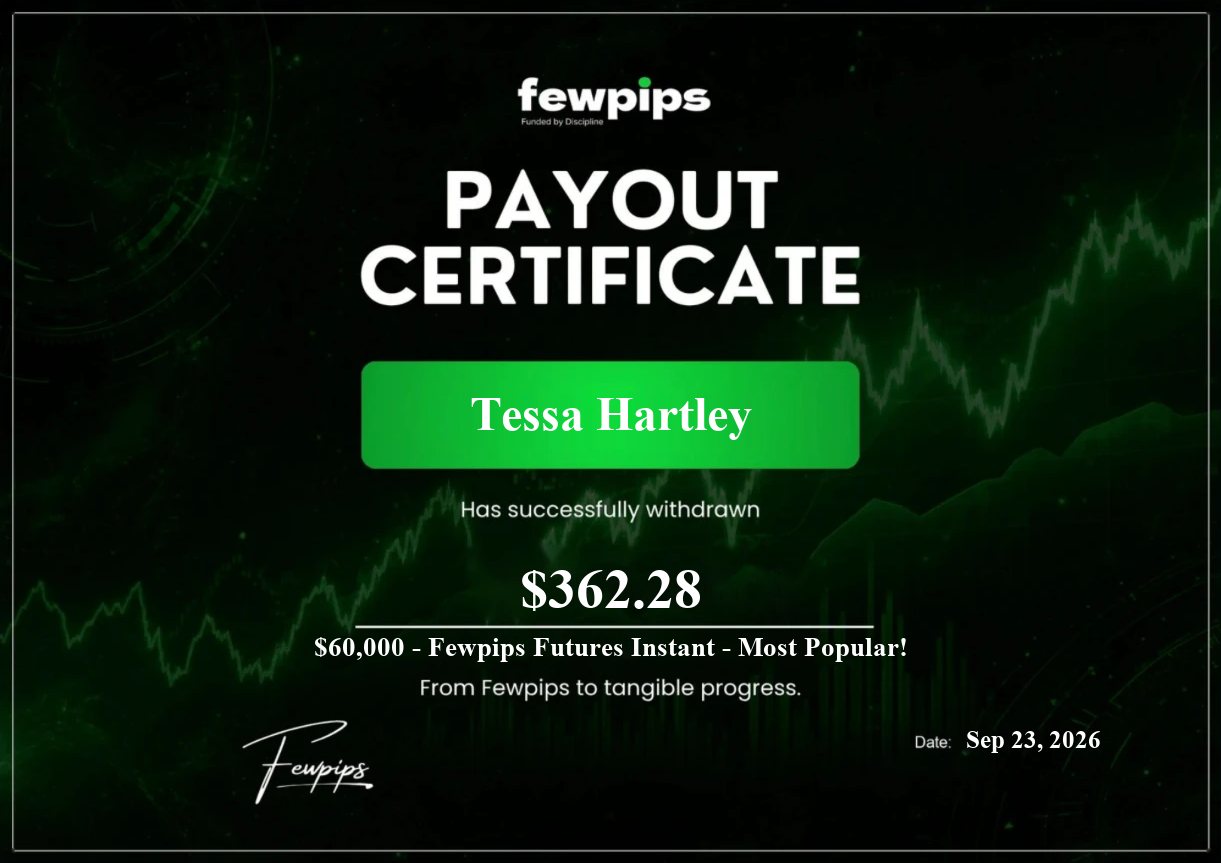 fewpips
Funded by Discipline
PAYOUT
CERTIFICATE
Tessa Hartley
Has successfully withdrawn
$362.28
$60,000 - Fewpips Futures Instant - Most Popular!
From Fewpips to tangible progress.
Fewpips
Date: Sep 23, 2026